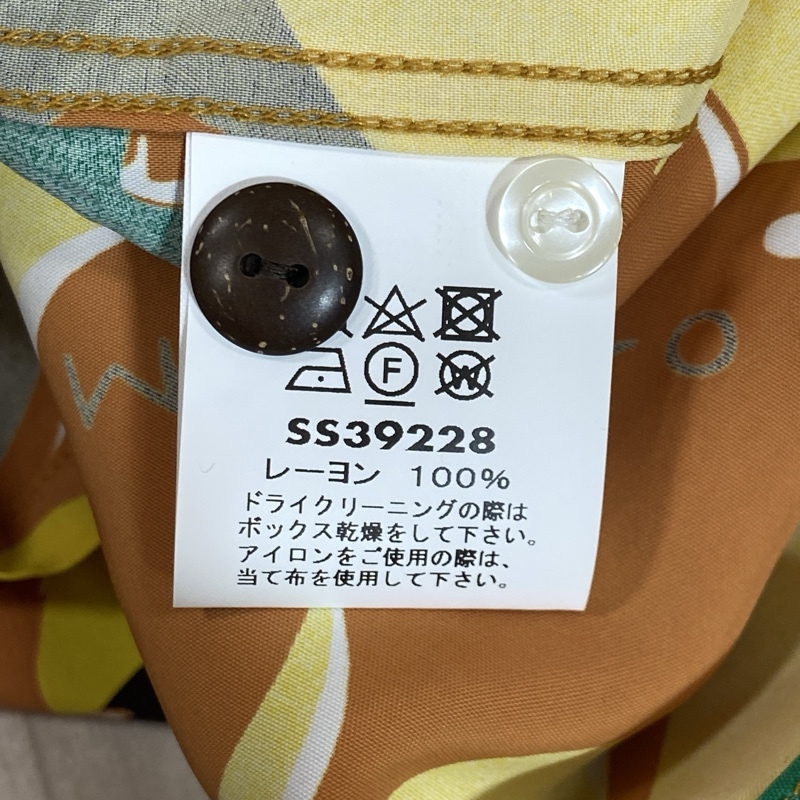 F W
SS39228
レーヨン 100%
ドライクリーニングの際は
ボックス乾燥をして下さい。
アイロンをご使用の際は、
当て布を使用して下さい。